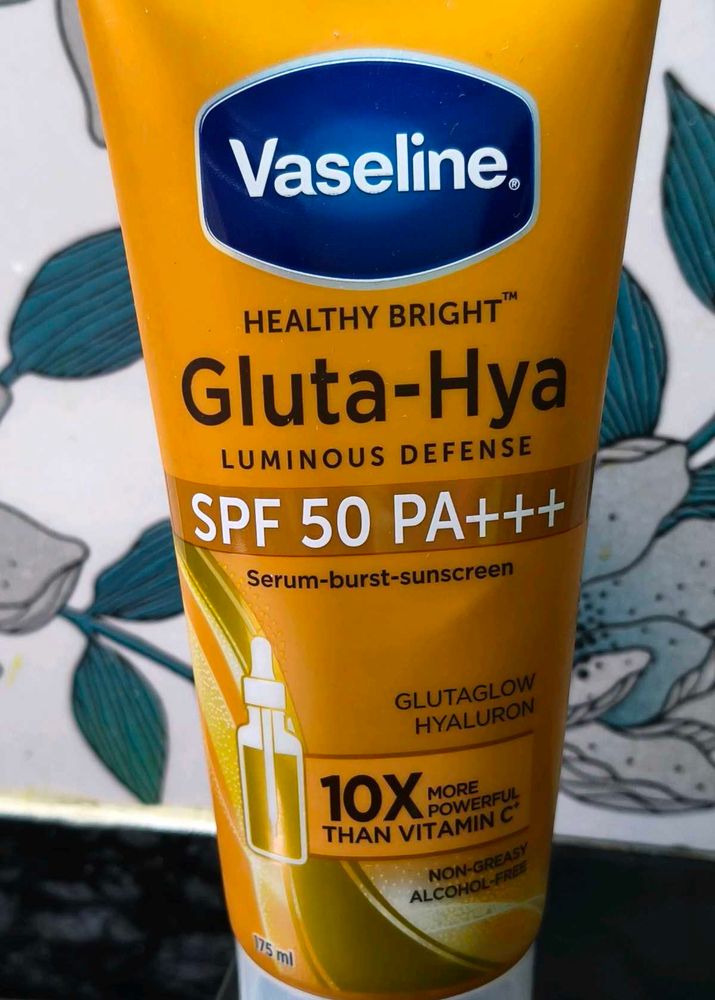 Vaseline®
HEALTHY BRIGHT™
Gluta-Hya
LUMINOUS DEFENSE
SPF 50 PA+++
Serum-burst-sunscreen
GLUTAGLOW
HYALURON
10X MORE
POWERFUL
THAN VITAMIN C*
NON-GREASY
ALCOHOL-FREE
175 ml